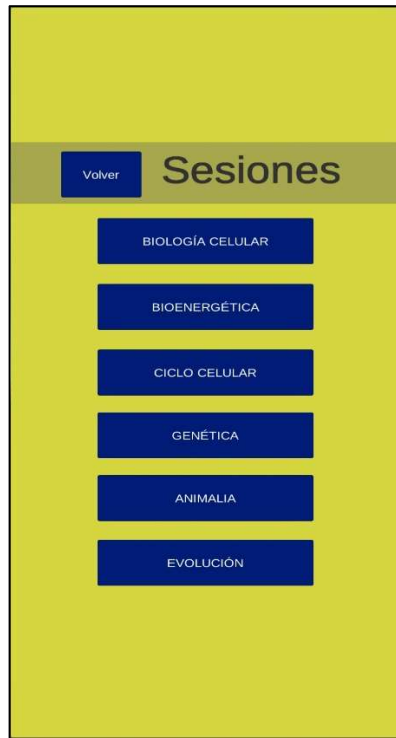 Volver
Sesiones
BIOLOGÍA CELULAR
BIOENERGÉTICA
CICLO CELULAR
GENÉTICA
ANIMALIA
EVOLUCIÓN